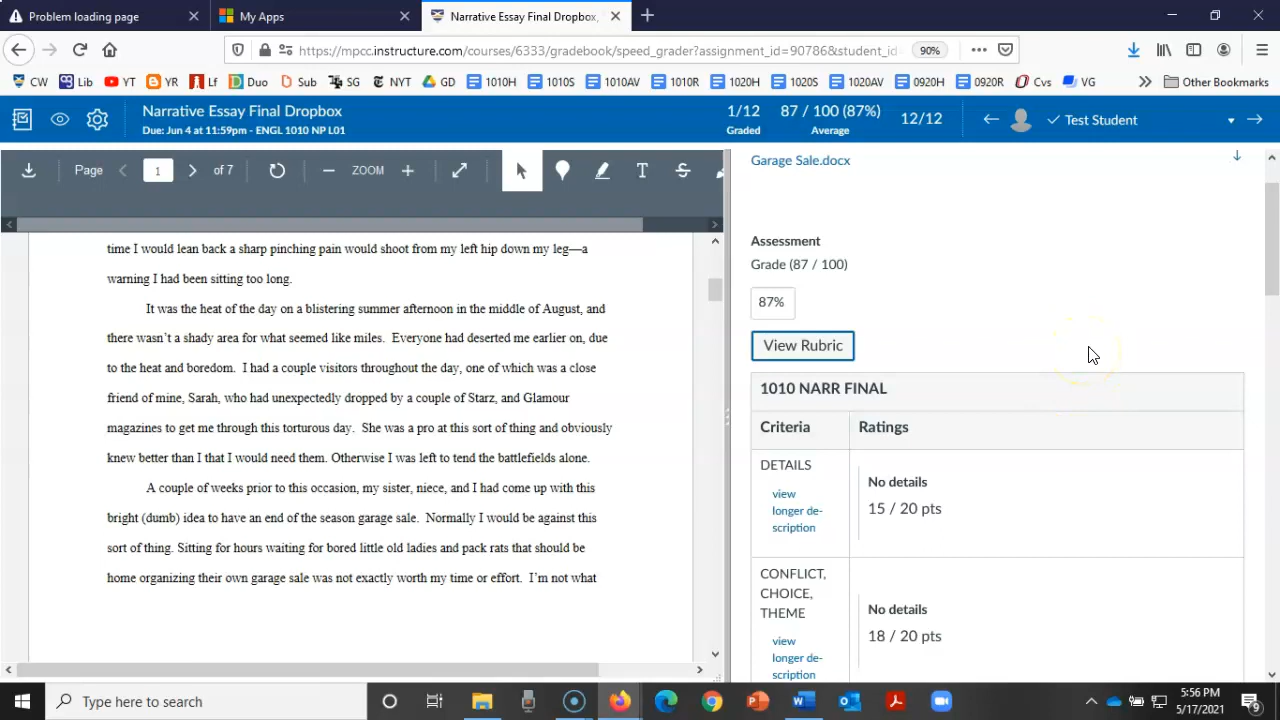 Problem loading page
My Apps
Narrative Essay Final Dropbox,
https://mpcc.instructure.com/courses/6333/gradebook/speed_grader?assignment_id=90786&student_id
90%
CW
Lib
YT
YR
Lf
Duo
Sub
SG
NYT
GD
1010H
1010S
1010AV
1010R
1020H
1020S
1020AV
0920H
0920R
Cvs
VG
Other Bookmarks
Narrative Essay Final Dropbox
Due: Jun 4 at 11:59pm - ENGL 1010 NP L01
1/12
Graded
87 / 100 (87%)
Average
12/12
Test Student
Page
1
of 7
ZOOM
T
S
time I would lean back a sharp pinching pain would shoot from my left hip down my leg—a
warning I had been sitting too long.
It was the heat of the day on a blistering summer afternoon in the middle of August, and
there wasn't a shady area for what seemed like miles. Everyone had deserted me earlier on, due
to the heat and boredom. I had a couple visitors throughout the day, one of which was a close
friend of mine, Sarah, who had unexpectedly dropped by a couple of Starz, and Glamour
magazines to get me through this torturous day. She was a pro at this sort of thing and obviously
knew better than I that I would need them. Otherwise I was left to tend the battlefields alone.
A couple of weeks prior to this occasion, my sister, niece, and I had come up with this
bright (dumb) idea to have an end of the season garage sale. Normally I would be against this
sort of thing. Sitting for hours waiting for bored little old ladies and pack rats that should be
home organizing their own garage sale was not exactly worth my time or effort. I'm not what
Garage Sale.docx
Assessment
Grade (87 / 100)
87%
View Rubric
1010 NARR FINAL
Criteria
Ratings
DETAILS
view
longer de-
scription
No details
15 / 20 pts
CONFLICT,
CHOICE,
THEME
view
longer de-
scription
No details
18 / 20 pts
Type here to search
5:56 PM
5/17/2021
9